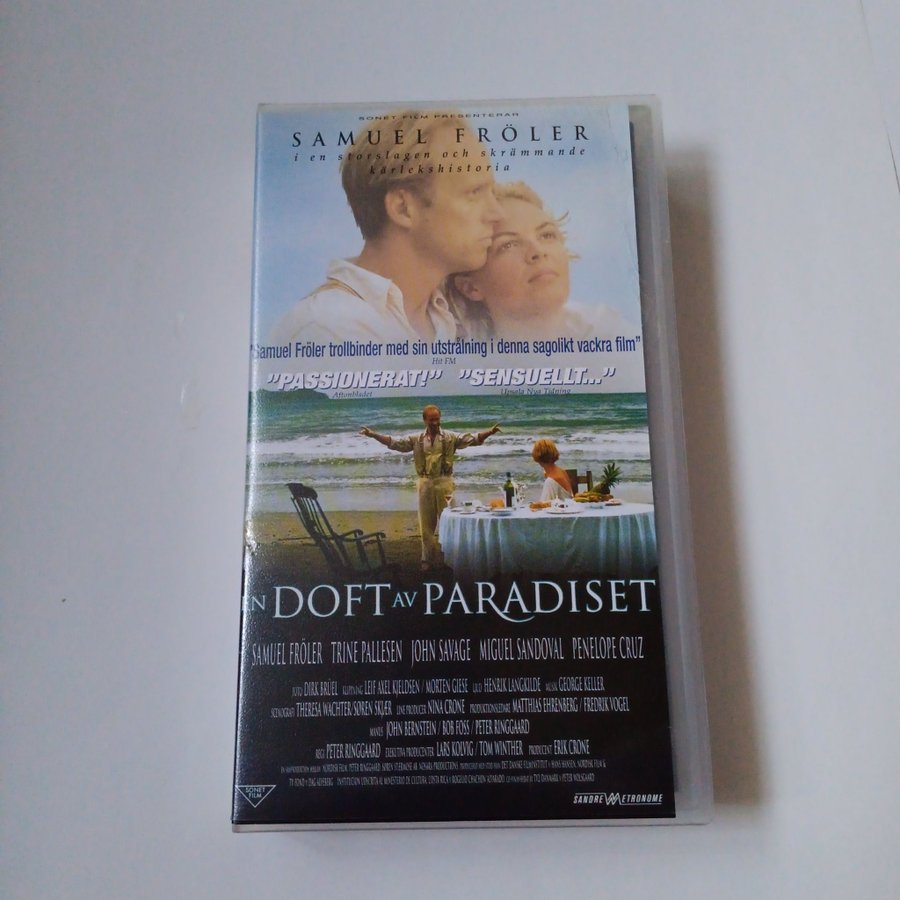 SONET FILM PRESENTERAR
SAMUEL FRÖLER
i en storslagen och skrämmande
kärlekshistoria
"Samuel Fröler trollbinder med sin utstrålning i denna sagolikt vackra film"
Hit FM
"PASSIONERAT!" "SENSUELLT..."
Aftonbladet Upsala Nya Tidning
EN DOFT AV PARADISET
SAMUEL FRÖLER TRINE PALLESEN JOHN SAVAGE MIGUEL SANDOVAL PENELOPE CRUZ
FOTO DIRK BRÜEL KLIPPNING LEIF AXEL KJELDSEN / MORTEN GIESE LJUD HENRIK LANGKILDE MUSIK GEORGE KELLER
SCENOGRAFI THERESA WACHTER / SØREN SKJÆR LINE PRODUCER NINA CRONE PRODUKTIONSLEDARE MATTHIAS EHRENBERG / FREDRIK VOGEL
MANUS JOHN BERNSTEIN / BOB FOSS / PETER RINGGAARD
REGI PETER RINGGAARD EXEKUTIVA PRODUCENTER LARS KOLVIG / TOM WINTHER PRODUCENT ERIK CRONE
SONET
FILM
SANDREW METRONOME